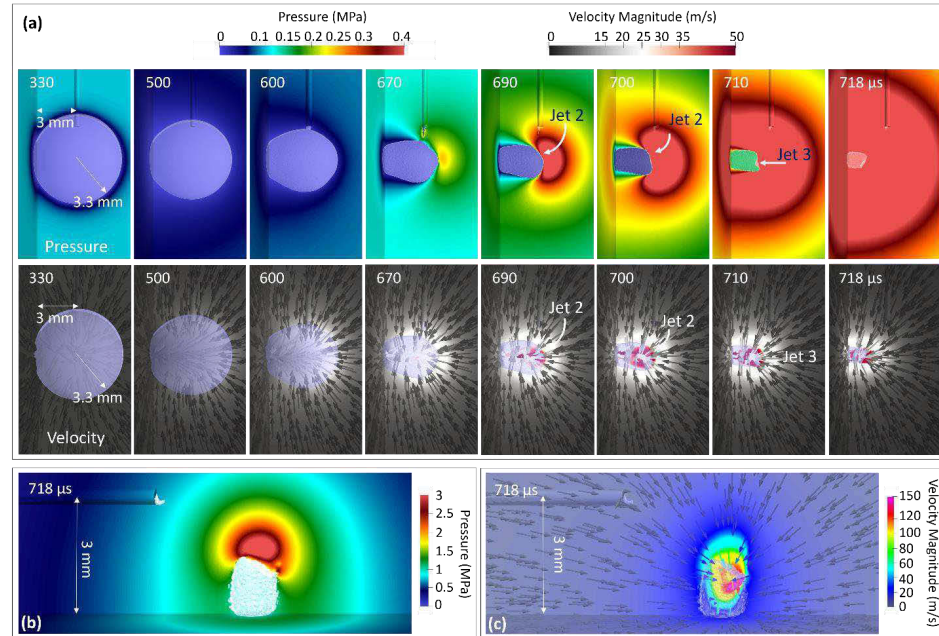 (a)
Pressure (MPa)
0 0.1 0.15 0.2 0.25 0.3 0.4
Velocity Magnitude (m/s)
0 10 15 20 25 30 35 50
330 500 600 670 690 700 710 718 µs
3 mm
Jet 2
Jet 2
Jet 3
3.3 mm
Pressure
330 500 600 670 690 700 710 718 µs
3 mm
Jet 2
Jet 2
Jet 3
3.3 mm
Velocity
718 µs
3 mm
3
2.5
2
1.5
1
0.5
0
Pressure (MPa)
(b)
718 µs
3 mm
150
120
100
80
60
40
20
0
Velocity Magnitude (m/s)
(c)